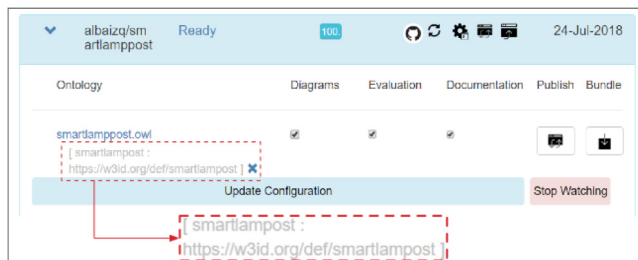 albaizq/sm Ready 100. 24-Jul-2018
artlamppost
Ontology Diagrams Evaluation Documentation Publish Bundle
smartlamppost.owl
[ smartlampost :
https://w3id.org/def/smartlampost ]
Update Configuration Stop Watching
[ smartlampost :
https://w3id.org/def/smartlampost ]